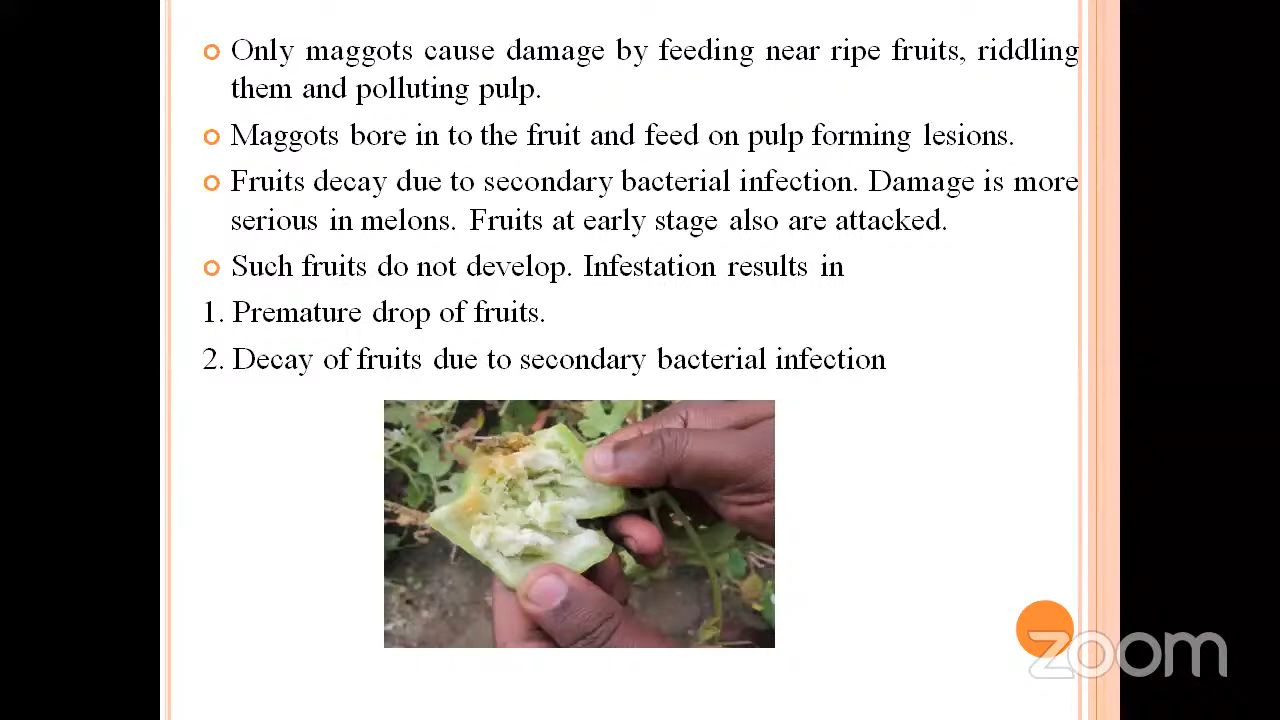 Only maggots cause damage by feeding near ripe fruits, riddling
them and polluting pulp.
Maggots bore in to the fruit and feed on pulp forming lesions.
Fruits decay due to secondary bacterial infection. Damage is more
serious in melons. Fruits at early stage also are attacked.
Such fruits do not develop. Infestation results in
1. Premature drop of fruits.
2. Decay of fruits due to secondary bacterial infection
zoom